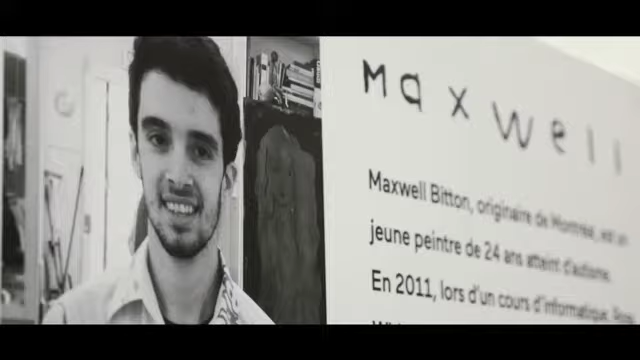 Maxwell
Maxwell Bitton, originaire de Montréal, est un
jeune peintre de 24 ans atteint d'autisme.
En 2011, lors d'un cours d'informatique,